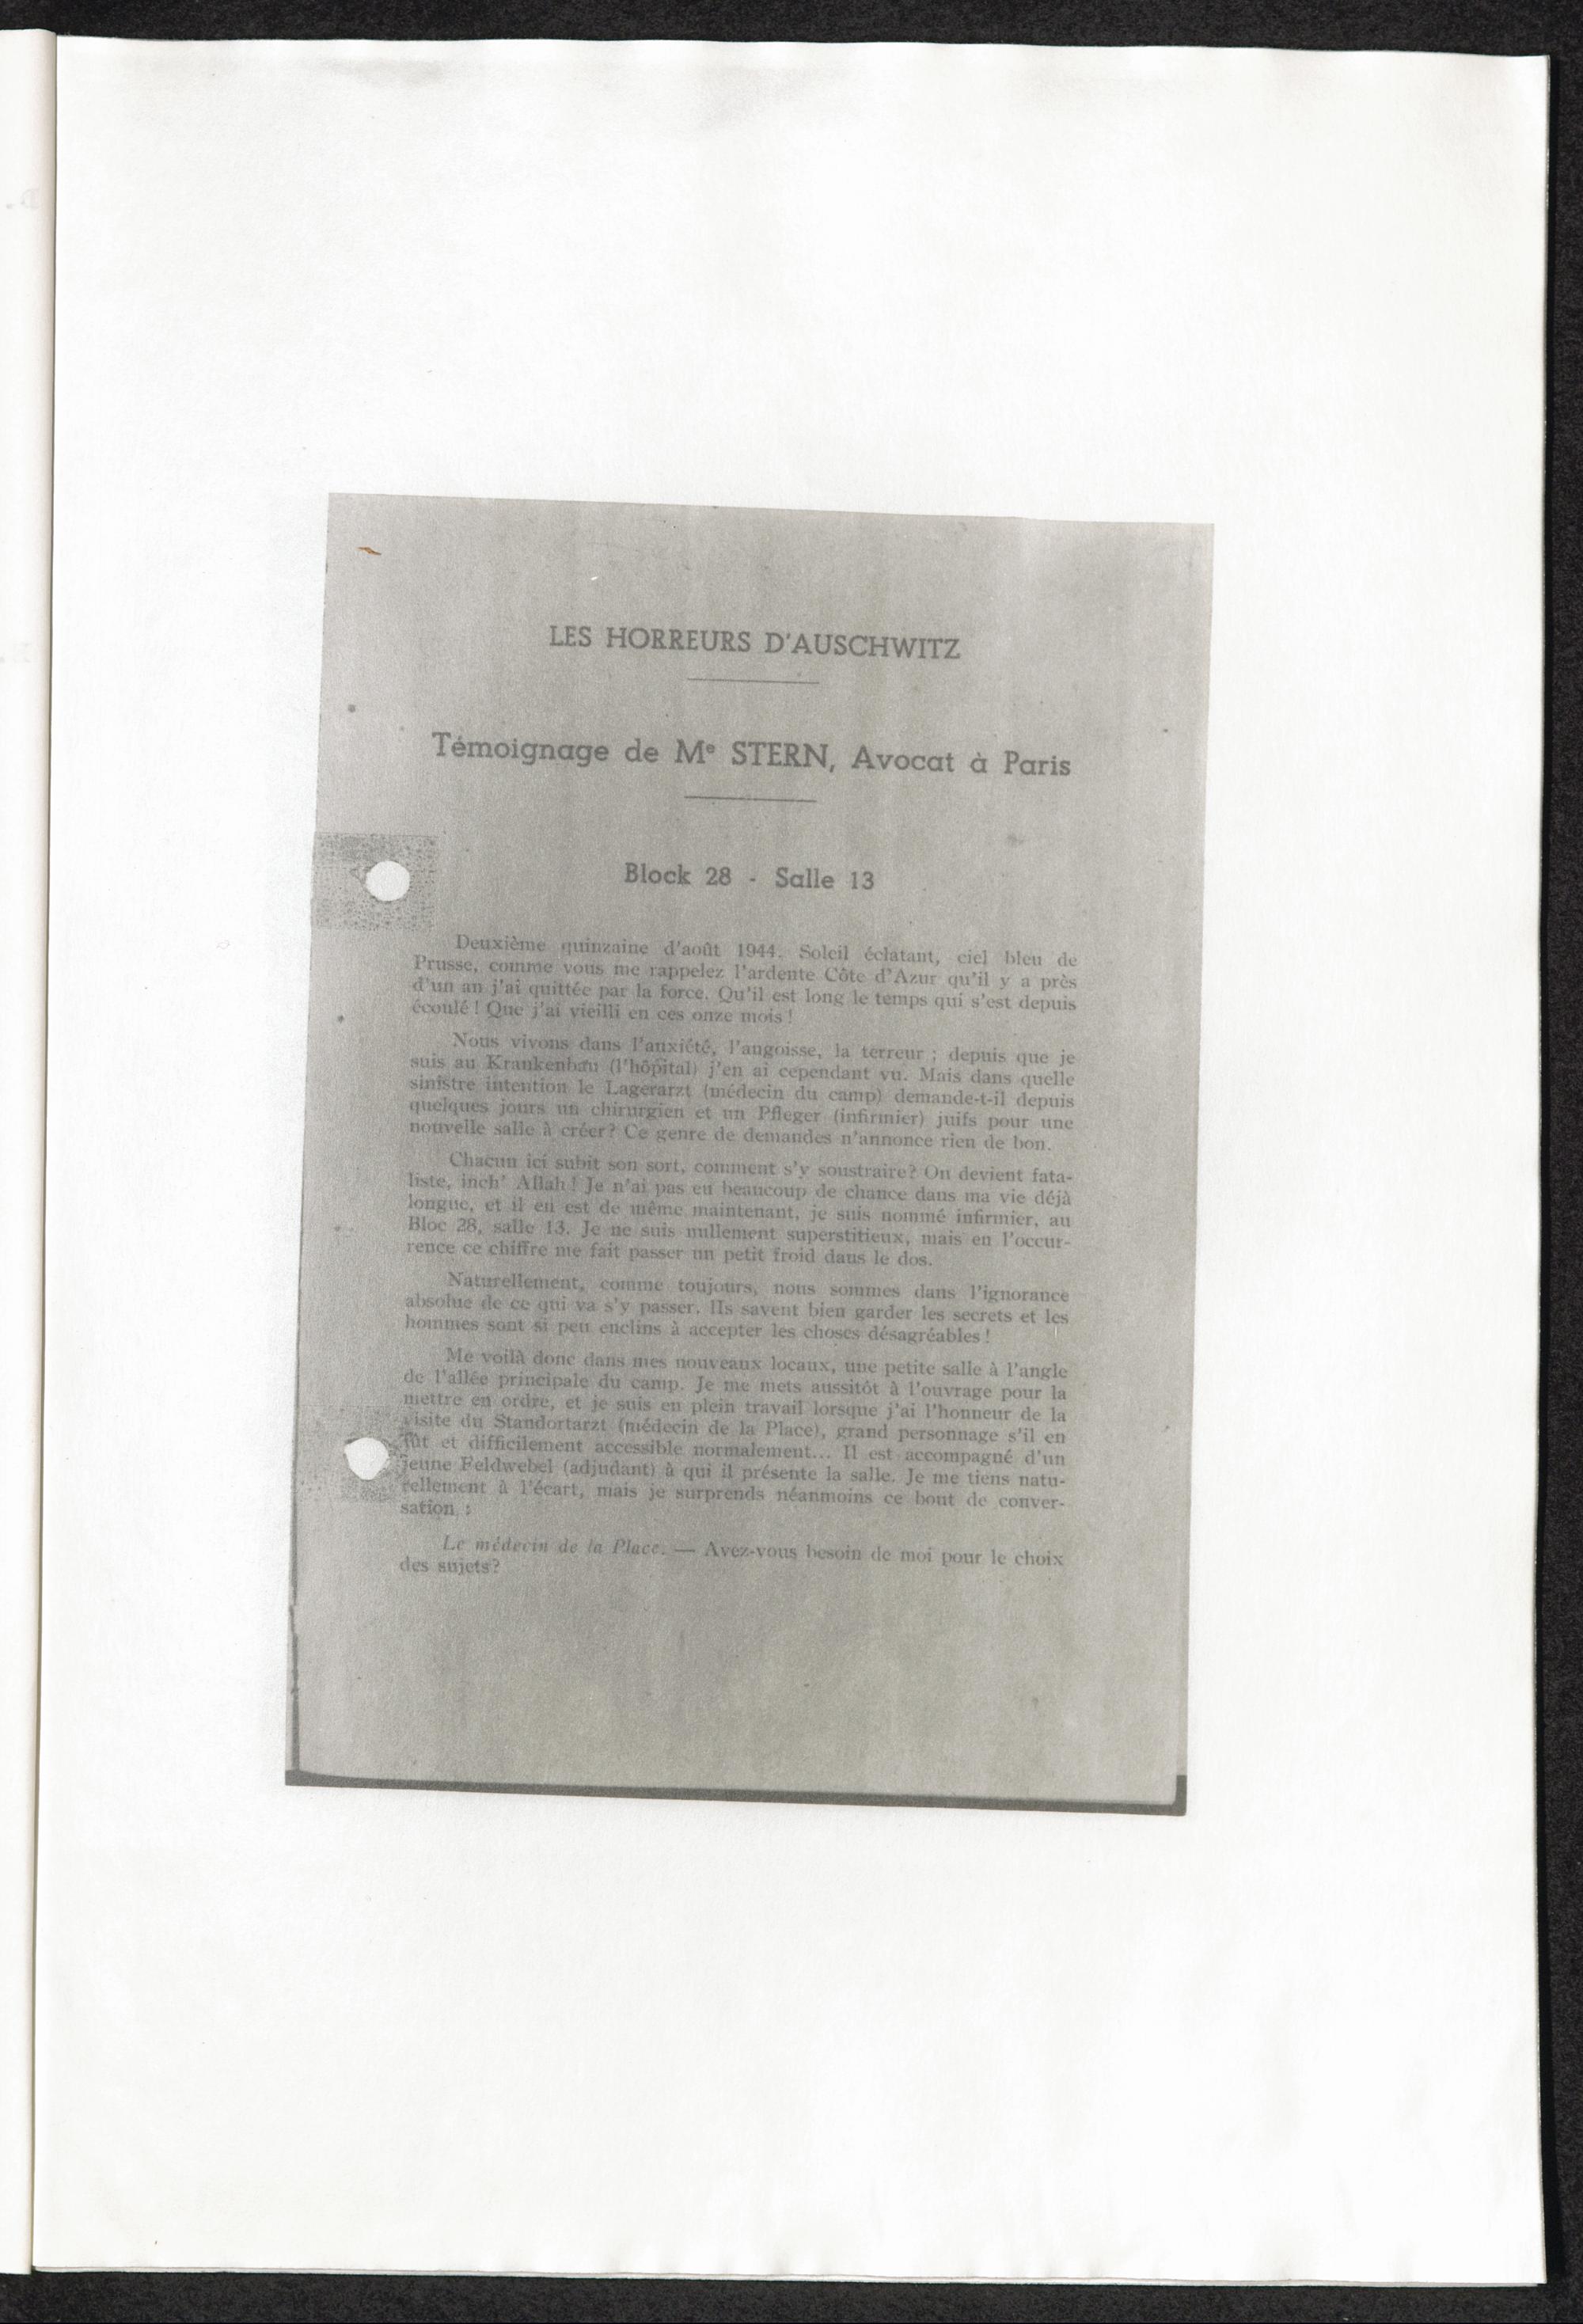 LES HORREURS D'AUSCHWITZ
Témoignage de Me STERN, Avocat à Paris
Block 28 - Salle 13
Deuxième quinzaine d'août 1944. Soleil éclatant, ciel bleu de
Prusse, comme vous me rappelez l'ardente Côte d'Azur qu'il y a près
d'un an j'ai quittée par la force. Qu'il est long le temps qui s'est depuis
écoulé ! Que j'ai vieilli en ces onze mois !
Nous vivons dans l'anxiété, l'angoisse, la terreur ; depuis que je
suis au Krankenbau (l'hôpital) j'en ai cependant vu. Mais dans quelle
sinistre intention le Lagerarzt (médecin du camp) demande-t-il depuis
quelques jours un chirurgien et un Pfleger (infirmier) juifs pour une
nouvelle salle à créer? Ce genre de demandes n'annonce rien de bon.
Chacun ici subit son sort, comment s'y soustraire? On devient fata-
liste, inch' Allah ! Je n'ai pas eu beaucoup de chance dans ma vie déjà
longue, et il en est de même maintenant, je suis nommé infirmier, au
Bloc 28, salle 13. Je ne suis nullement superstitieux, mais en l'occur-
rence ce chiffre me fait passer un petit froid dans le dos.
Naturellement, comme toujours, nous sommes dans l'ignorance
absolue de ce qui va s'y passer. Ils savent bien garder les secrets et les
hommes sont si peu enclins à accepter les choses désagréables !
Me voilà donc dans mes nouveaux locaux, une petite salle à l'angle
de l'allée principale du camp. Je me mets aussitôt à l'ouvrage pour la
mettre en ordre, et je suis en plein travail lorsque j'ai l'honneur de la
visite du Standortarzt (médecin de la Place), grand personnage s'il en
fût et difficilement accessible normalement... Il est accompagné d'un
jeune Feldwebel (adjudant) à qui il présente la salle. Je me tiens natu-
rellement à l'écart, mais je surprends néanmoins ce bout de conver-
sation :
Le médecin de la Place. — Avez-vous besoin de moi pour le choix
des sujets?